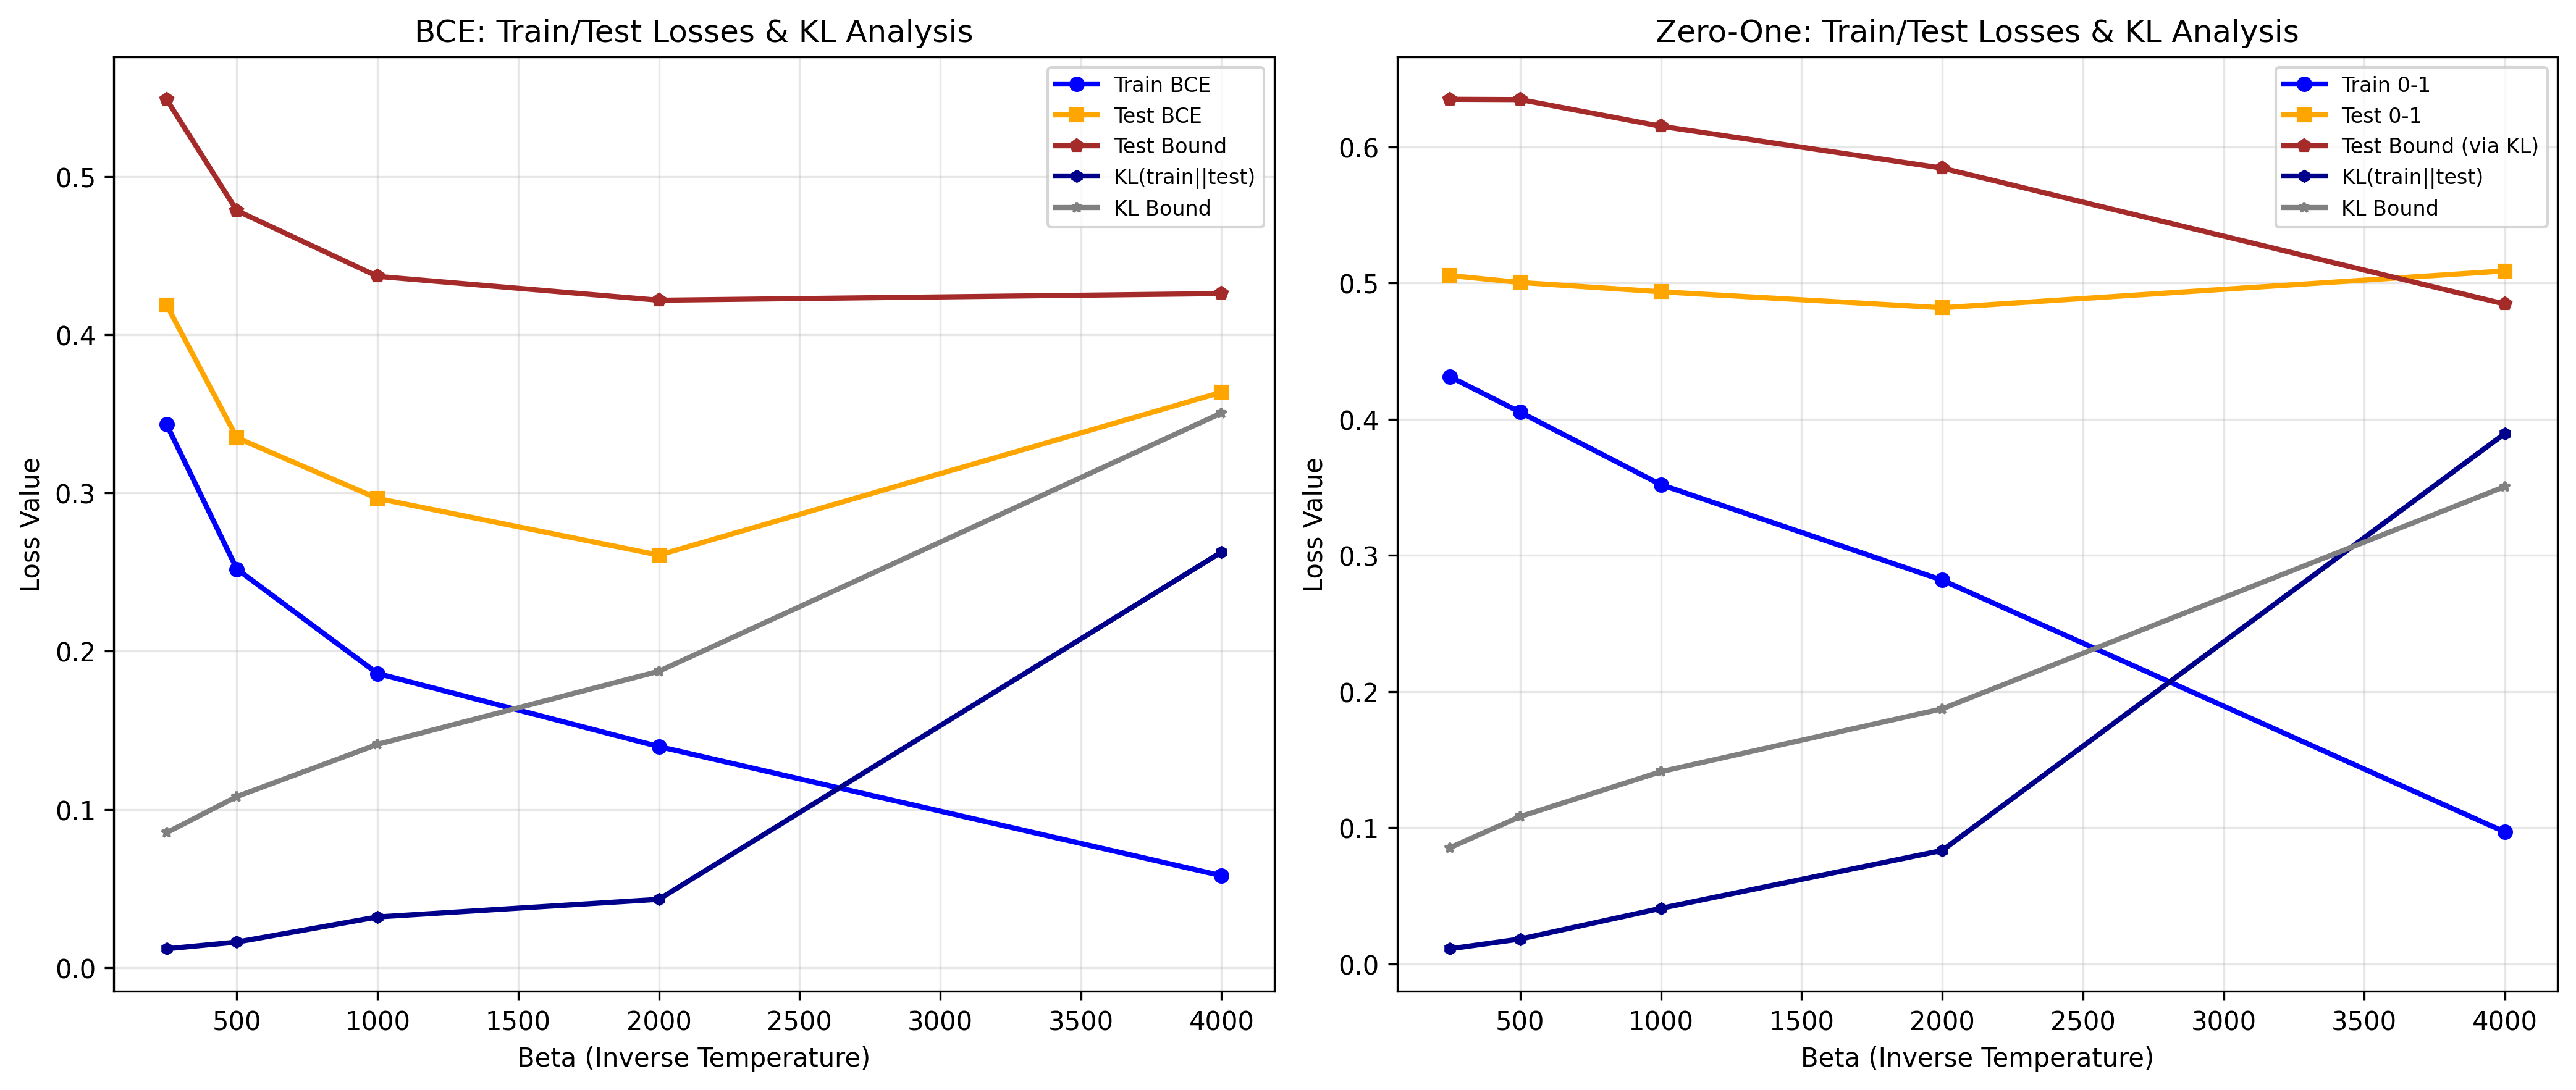 BCE: Train/Test Losses & KL Analysis
Train BCE
Test BCE
Test Bound
KL(train||test)
KL Bound
Loss Value
0.5
0.4
0.3
0.2
0.1
0.0
500 1000 1500 2000 2500 3000 3500 4000
Beta (Inverse Temperature)
Zero-One: Train/Test Losses & KL Analysis
Train 0-1
Test 0-1
Test Bound (via KL)
KL(train||test)
KL Bound
Loss Value
0.6
0.5
0.4
0.3
0.2
0.1
0.0
500 1000 1500 2000 2500 3000 3500 4000
Beta (Inverse Temperature)